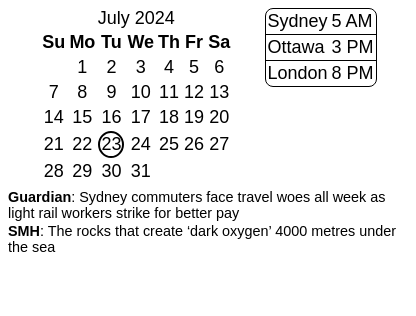 July 2024
Su Mo Tu We Th Fr Sa
1 2 3 4 5 6
7 8 9 10 11 12 13
14 15 16 17 18 19 20
21 22 23 24 25 26 27
28 29 30 31
Sydney 5 AM
Ottawa 3 PM
London 8 PM
Guardian: Sydney commuters face travel woes all week as
light rail workers strike for better pay
SMH: The rocks that create ‘dark oxygen’ 4000 metres under
the sea